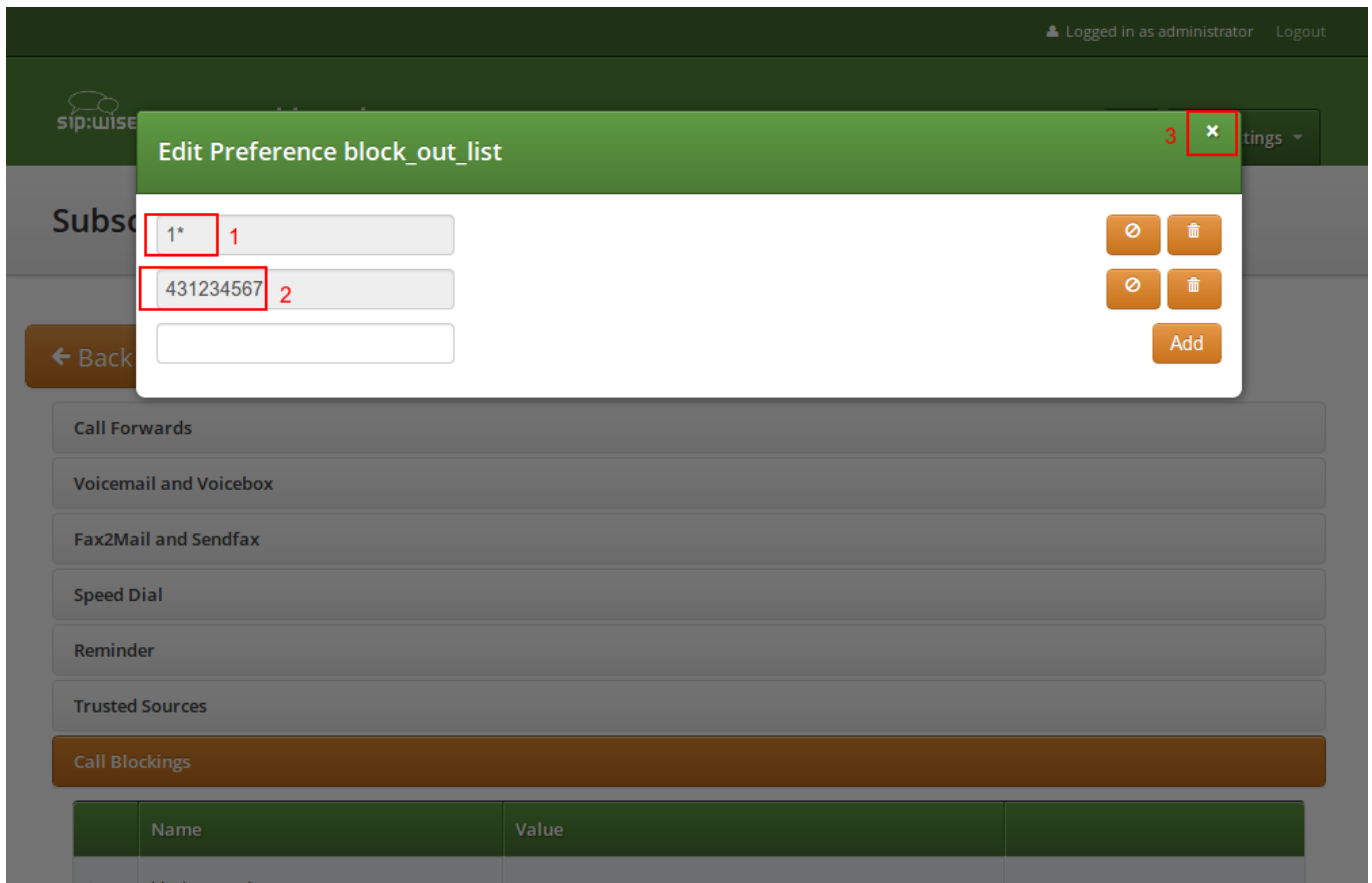 Logged in as administrator Logout
sip:wise
3
tings
Edit Preference block_out_list
Subsc
1* 1
431234567 2
Back
Add
Call Forwards
Voicemail and Voicebox
Fax2Mail and Sendfax
Speed Dial
Reminder
Trusted Sources
Call Blockings
Name Value